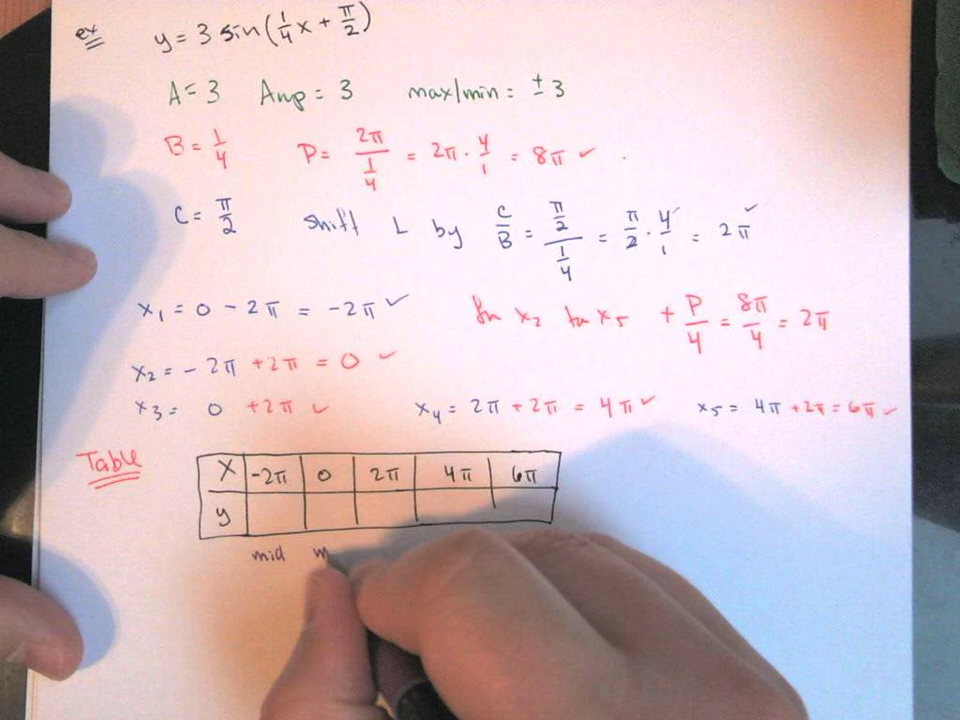 ex y = 3 sin(1/4 x + π/2)
A = 3 Amp = 3 max/min = ± 3
B = 1/4 P = 2π/(1/4) = 2π · 4/1 = 8π ✓
C = π/2 shift L by C/B = (π/2)/(1/4) = π/2 · 4/1 = 2π ✓
x₁ = 0 - 2π = -2π ✓ for x₂ to x₅ + P/4 = 8π/4 = 2π
x₂ = - 2π + 2π = 0 ✓
x₃ = 0 + 2π ✓ x₄ = 2π + 2π = 4π ✓ x₅ = 4π + 2π = 6π ✓
Table
x -2π 0 2π 4π 6π
y
mid m